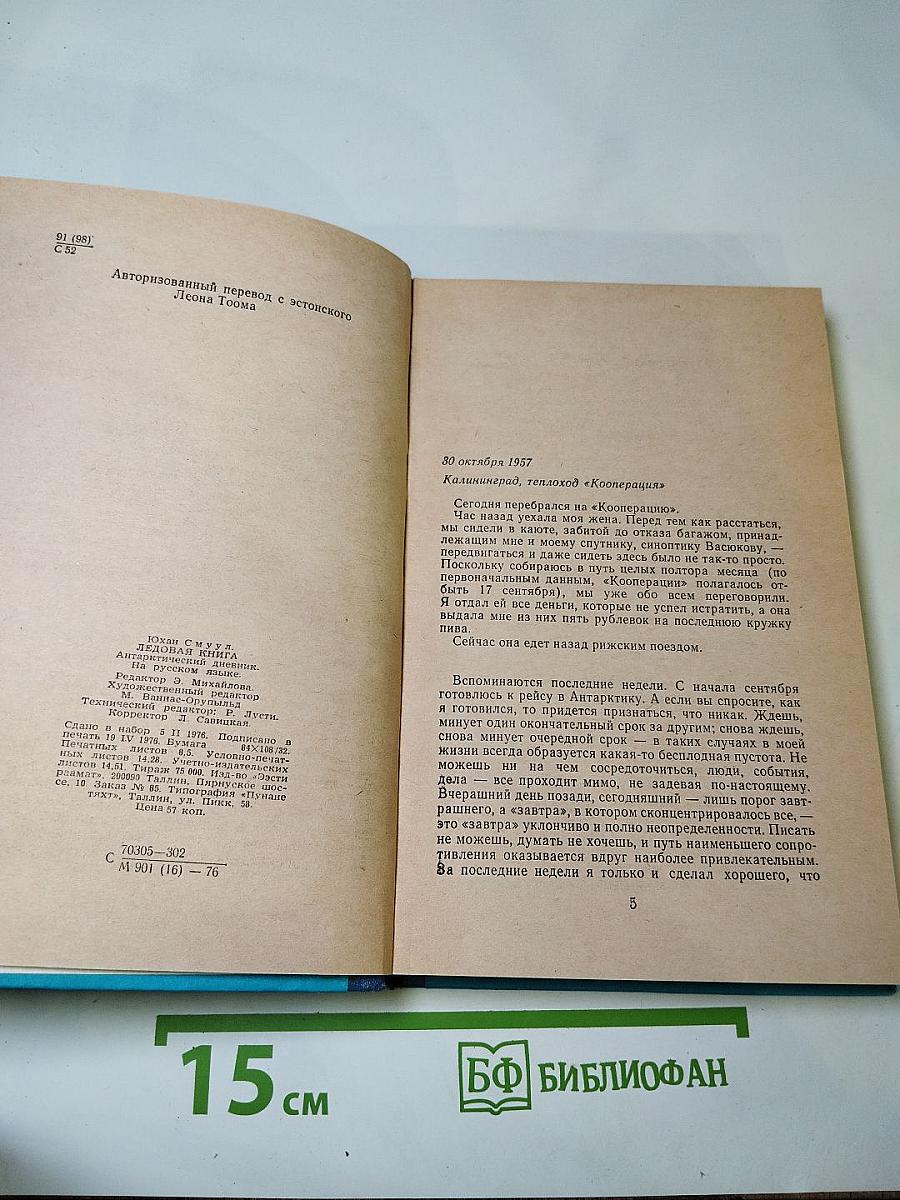 91 (98)
С 52
Авторизованный перевод с эстонского
Леона Тоома
Юхан Смуул.
ЛЕДОВАЯ КНИГА
Антарктический дневник.
На русском языке.
Редактор Э. Михайлова.
Художественный редактор
М. Ваннас-Орупыльд
Технический редактор: Р. Лусти.
Корректор Л. Савицкая.
Сдано в набор 5 II 1976. Подписано в
печать 19 IV 1976. Бумага 84×108/32.
Печатных листов 8,5. Условно-печат-
ных листов 14,28. Учетно-издательских
листов 14,51. Тираж 75 000. Изд-во «Ээсти
раамат», 200090 Таллин, Пярнуское шос-
се, 10. Заказ № 85. Типография «Пунане
тяхт», Таллин, ул. Пикк, 58.
Цена 57 коп.
С 70305—302
М 901 (16) — 76
30 октября 1957
Калининград, теплоход «Кооперация»
Сегодня перебрался на «Кооперацию».
Час назад уехала моя жена. Перед тем как расстаться,
мы сидели в каюте, забитой до отказа багажом, принад-
лежащим мне и моему спутнику, синоптику Васюкову, —
передвигаться и даже сидеть здесь было не так-то просто.
Поскольку собираюсь в путь целых полтора месяца (по
первоначальным данным, «Кооперации» полагалось от-
быть 17 сентября), мы уже обо всем переговорили.
Я отдал ей все деньги, которые не успел истратить, а она
выдала мне из них пять рублевок на последнюю кружку
пива.
Сейчас она едет назад рижским поездом.
Вспоминаются последние недели. С начала сентября
готовлюсь к рейсу в Антарктику. А если вы спросите, как
я готовился, то придется признаться, что никак. Ждешь,
минует один окончательный срок за другим; снова ждешь,
снова минует очередной срок — в таких случаях в моей
жизни всегда образуется какая-то бесплодная пустота. Не
можешь ни на чем сосредоточиться, люди, события,
дела — все проходит мимо, не задевая по-настоящему.
Вчерашний день позади, сегодняшний — лишь порог завт-
рашнего, а «завтра», в котором сконцентрировалось все, —
это «завтра» уклончиво и полно неопределенности. Писать
не можешь, думать не хочешь, и путь наименьшего сопро-
тивления оказывается вдруг наиболее привлекательным.
За последние недели я только и сделал хорошего, что
5
15 см
БФ БИБЛИОФАН